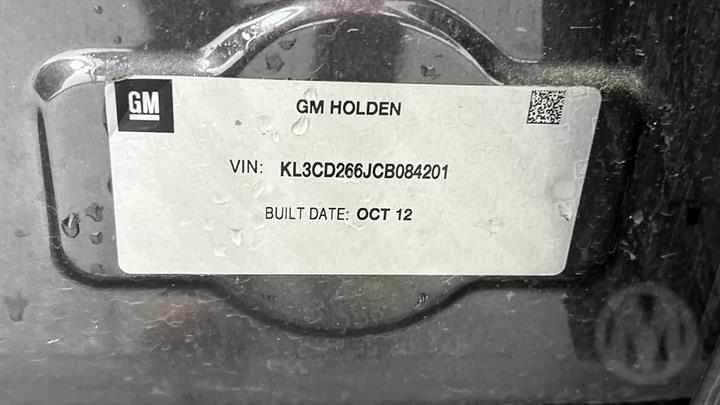 GM
GM HOLDEN
VIN: KL3CD266JCB084201
BUILT DATE: OCT 12
M